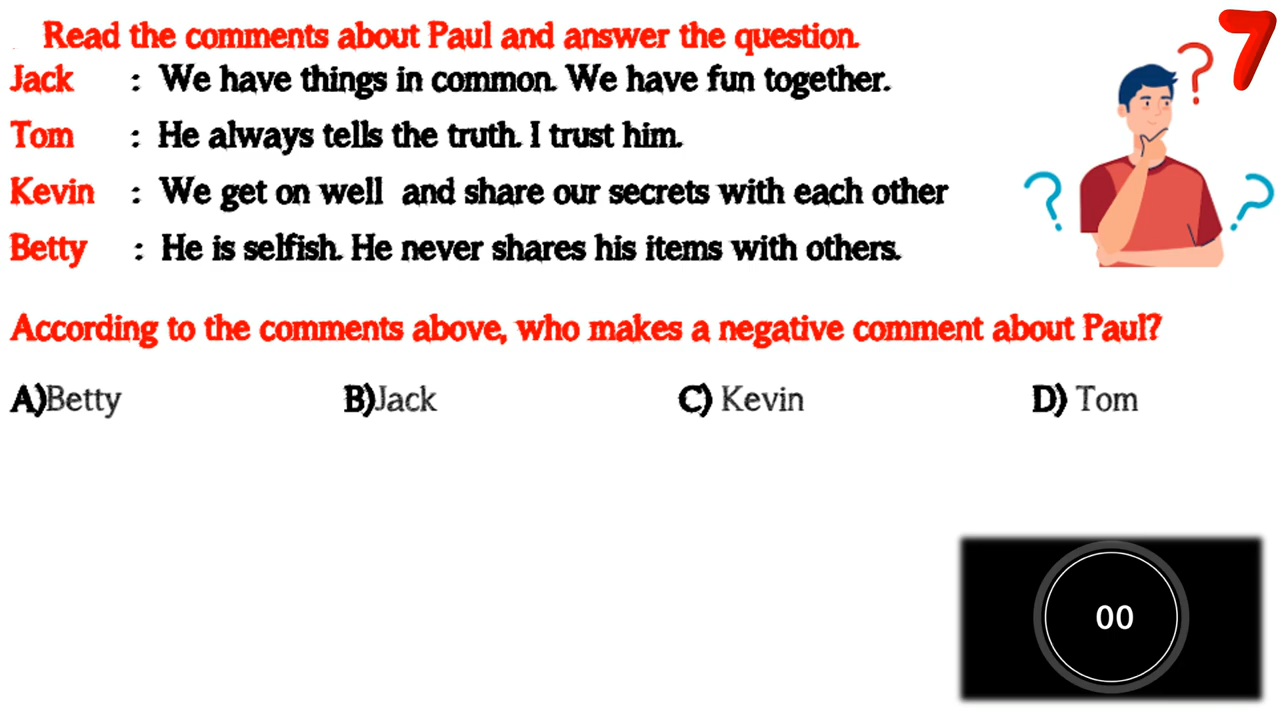 Read the comments about Paul and answer the question.
7
Jack : We have things in common. We have fun together.
Tom : He always tells the truth. I trust him.
Kevin : We get on well and share our secrets with each other
Betty : He is selfish. He never shares his items with others.
According to the comments above, who makes a negative comment about Paul?
A)Betty B)Jack C) Kevin D) Tom
00